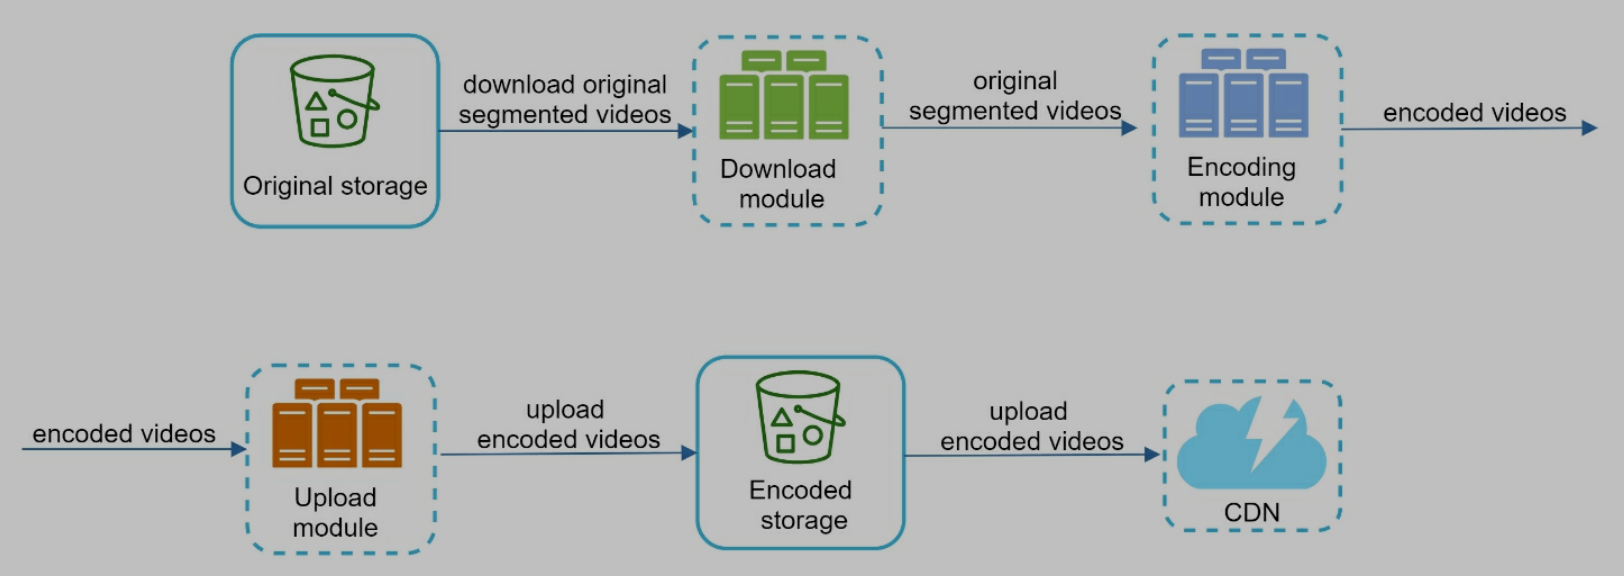 download original
segmented videos
original
segmented videos
encoded videos
Original storage
Download
module
Encoding
module
encoded videos
upload
encoded videos
upload
encoded videos
Upload
module
Encoded
storage
CDN